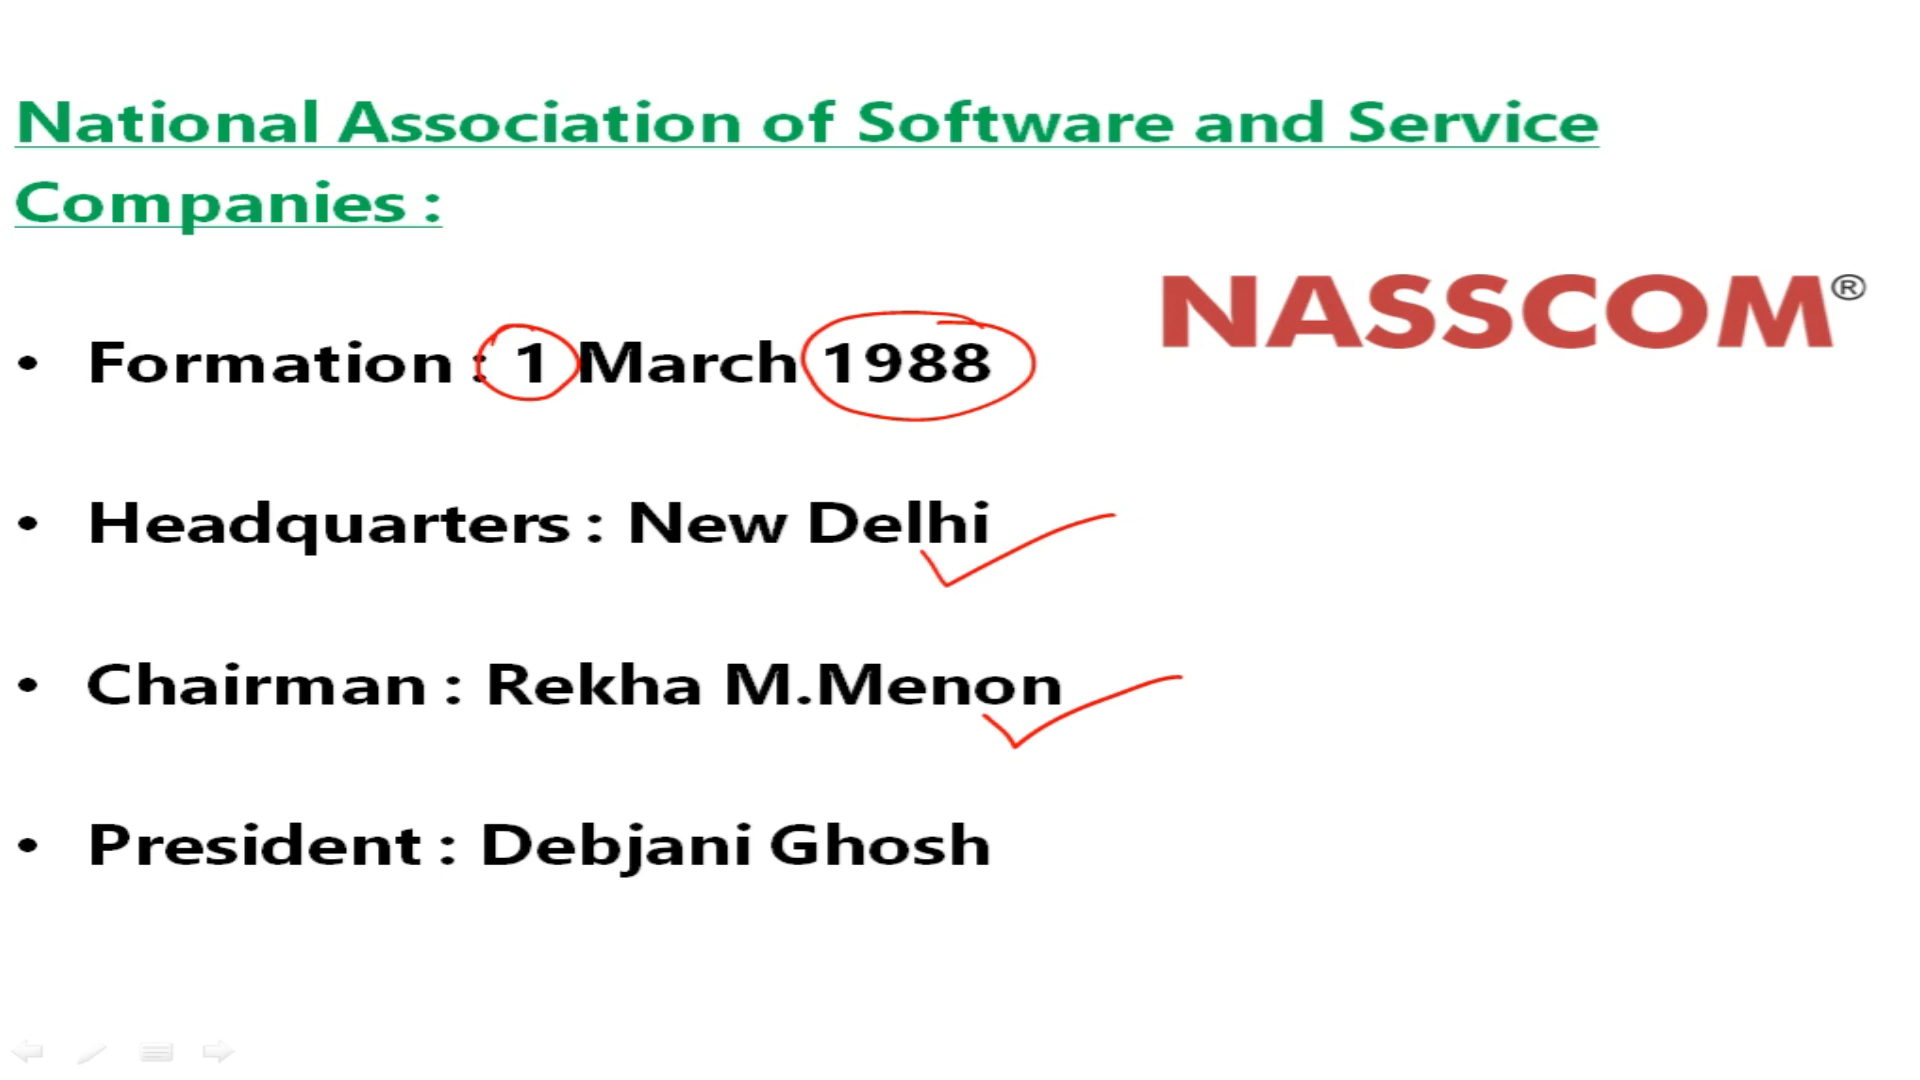 National Association of Software and Service
Companies :
NASSCOM®
• Formation : 1 March 1988
• Headquarters : New Delhi
• Chairman : Rekha M.Menon
• President : Debjani Ghosh